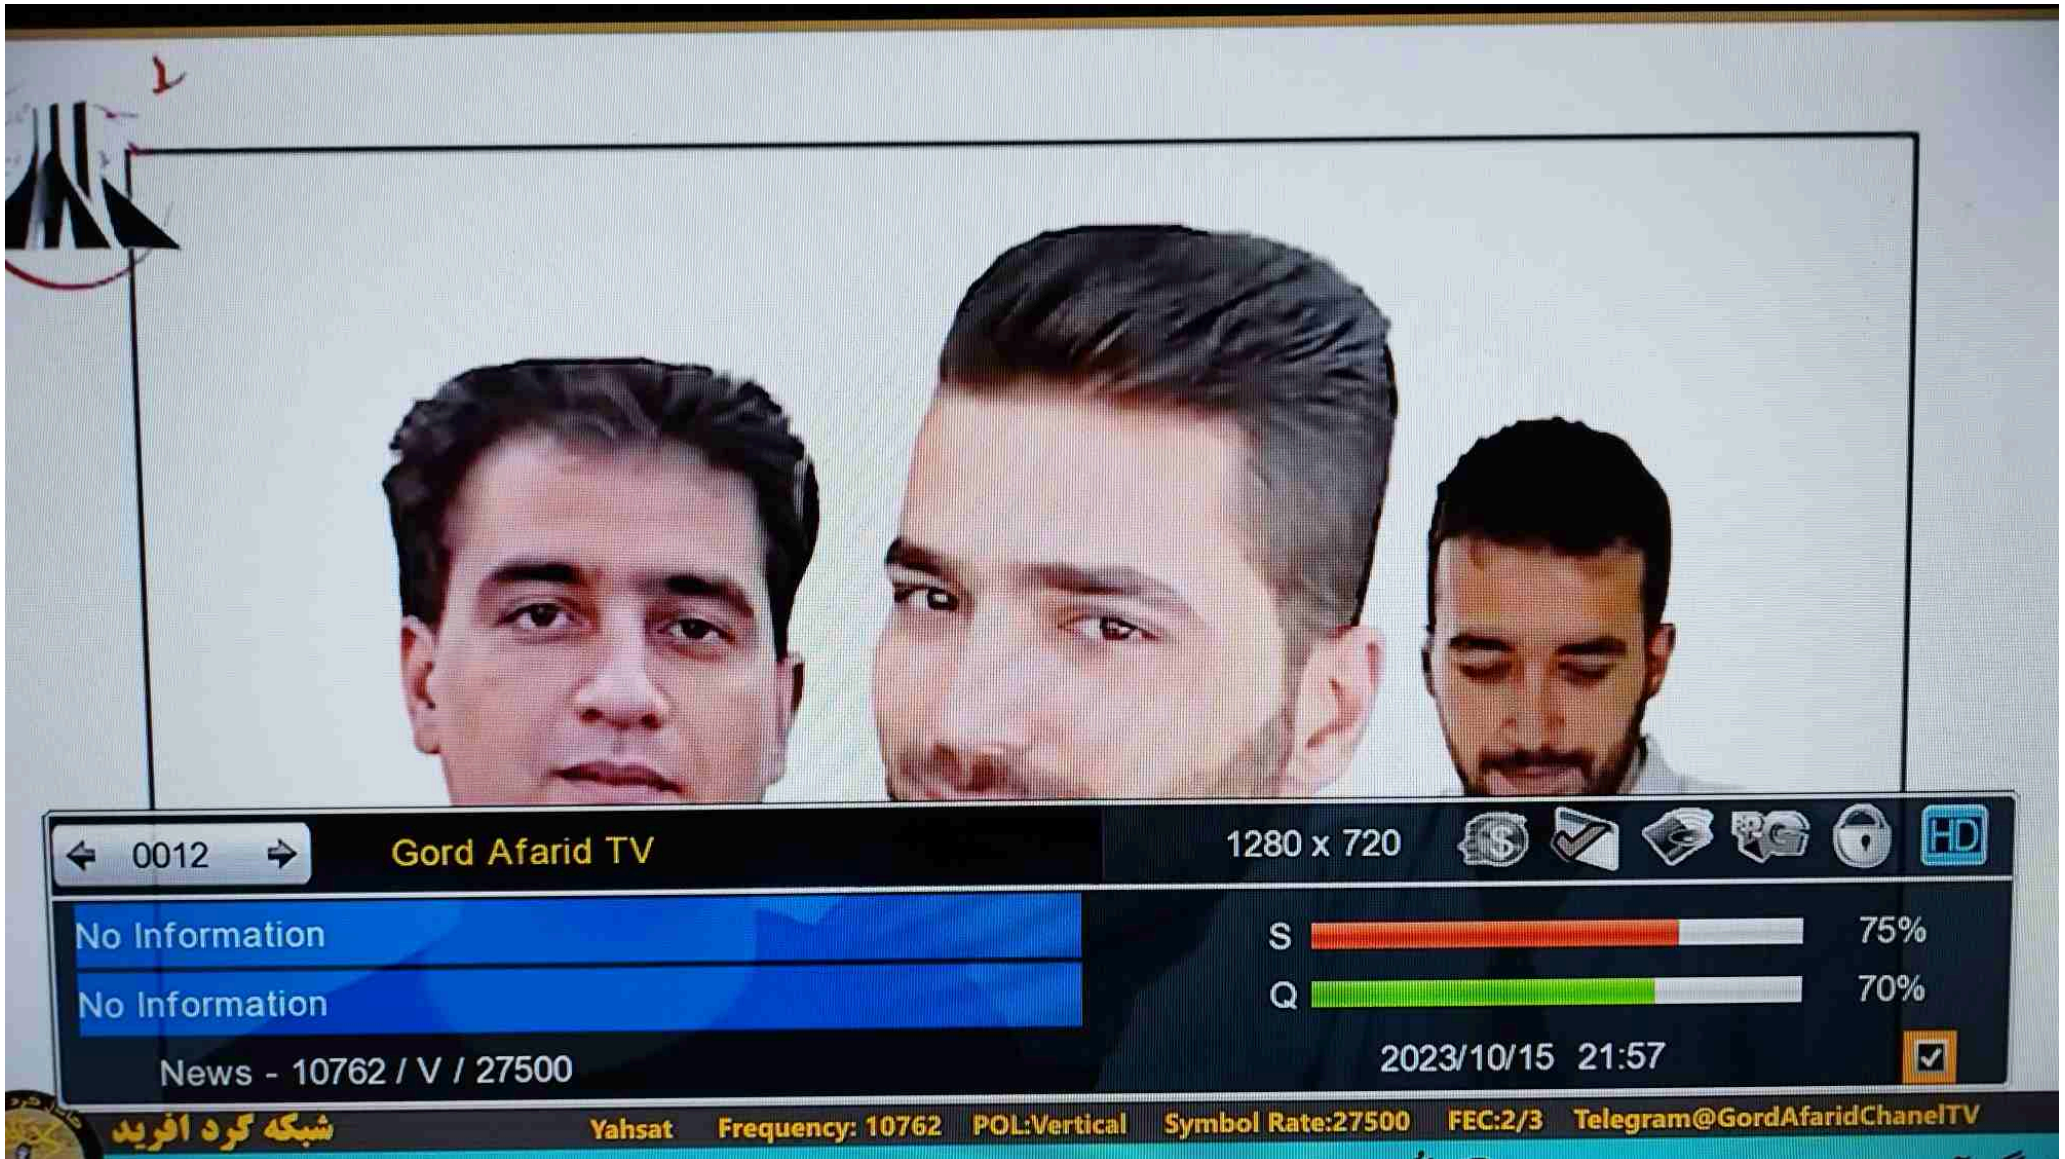 0012 Gord Afarid TV 1280 x 720 HD
No Information S 75%
No Information Q 70%
News - 10762 / V / 27500 2023/10/15 21:57
شبکه گرد افرید Yahsat Frequency: 10762 POL:Vertical Symbol Rate:27500 FEC:2/3 Telegram@GordAfaridChanelTV